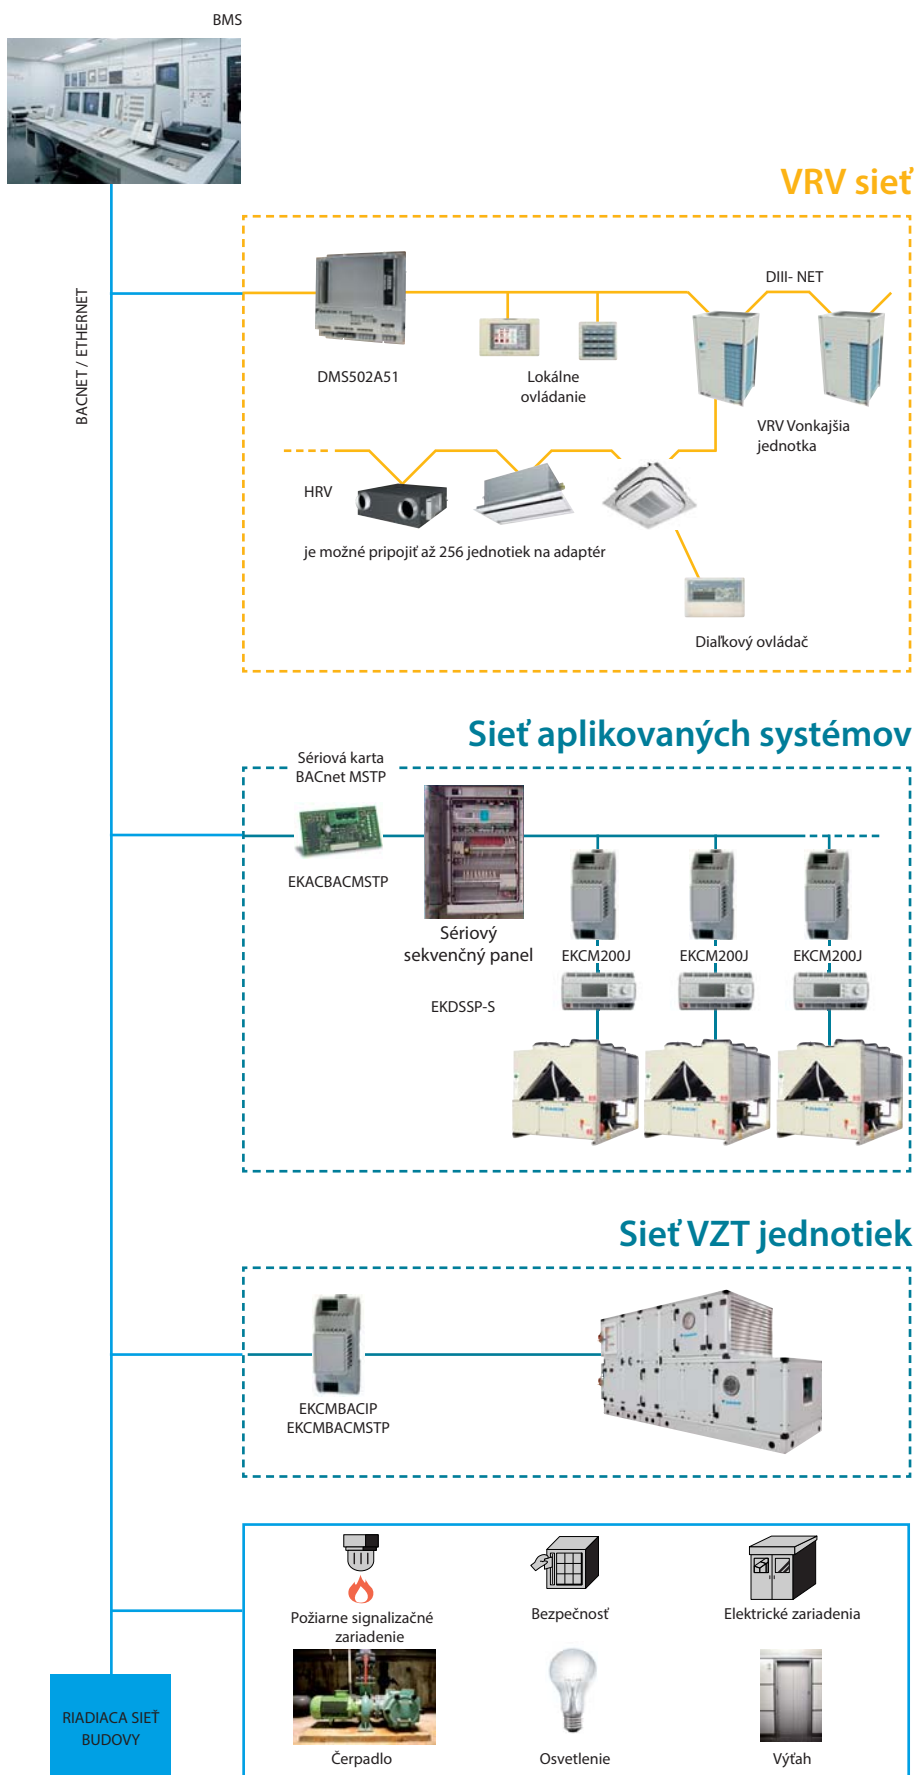 BMS
BACNET / ETHERNET
VRV sieť
DIII- NET
DMS502A51
Lokálne
ovládanie
VRV Vonkajšia
jednotka
HRV
je možné pripojiť až 256 jednotiek na adaptér
Diaľkový ovládač
Sieť aplikovaných systémov
Sériová karta
BACnet MSTP
EKACBACMSTP
Sériový
sekvenčný panel
EKDSSP-S
EKCM200J
EKCM200J
EKCM200J
Sieť VZT jednotiek
EKCMBACIP
EKCMBACMSTP
Požiarne signalizačné
zariadenie
Bezpečnosť
Elektrické zariadenia
RIADIACA SIEŤ
BUDOVY
Čerpadlo
Osvetlenie
Výťah